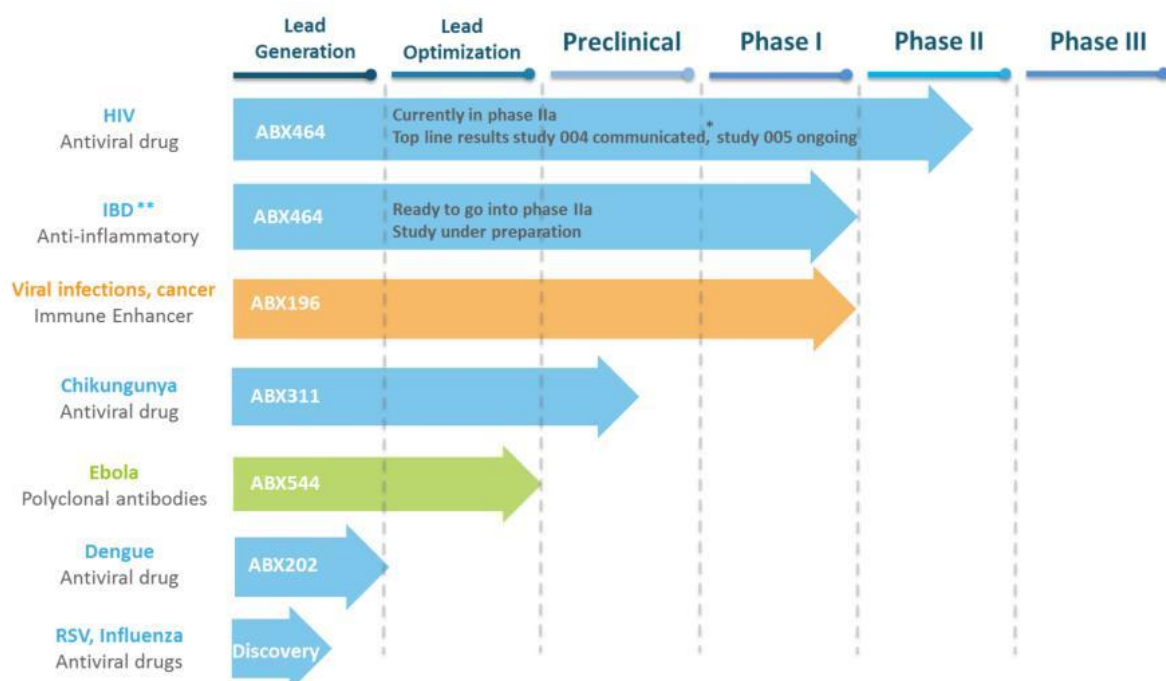 Lead
Generation
Lead
Optimization
Preclinical
Phase I
Phase II
Phase III
HIV
Antiviral drug
ABX464
Currently in phase IIa
Top line results study 004 communicated,* study 005 ongoing
IBD**
Anti-inflammatory
ABX464
Ready to go into phase IIa
Study under preparation
Viral infections, cancer
Immune Enhancer
ABX196
Chikungunya
Antiviral drug
ABX311
Ebola
Polyclonal antibodies
ABX544
Dengue
Antiviral drug
ABX202
RSV, Influenza
Antiviral drugs
Discovery